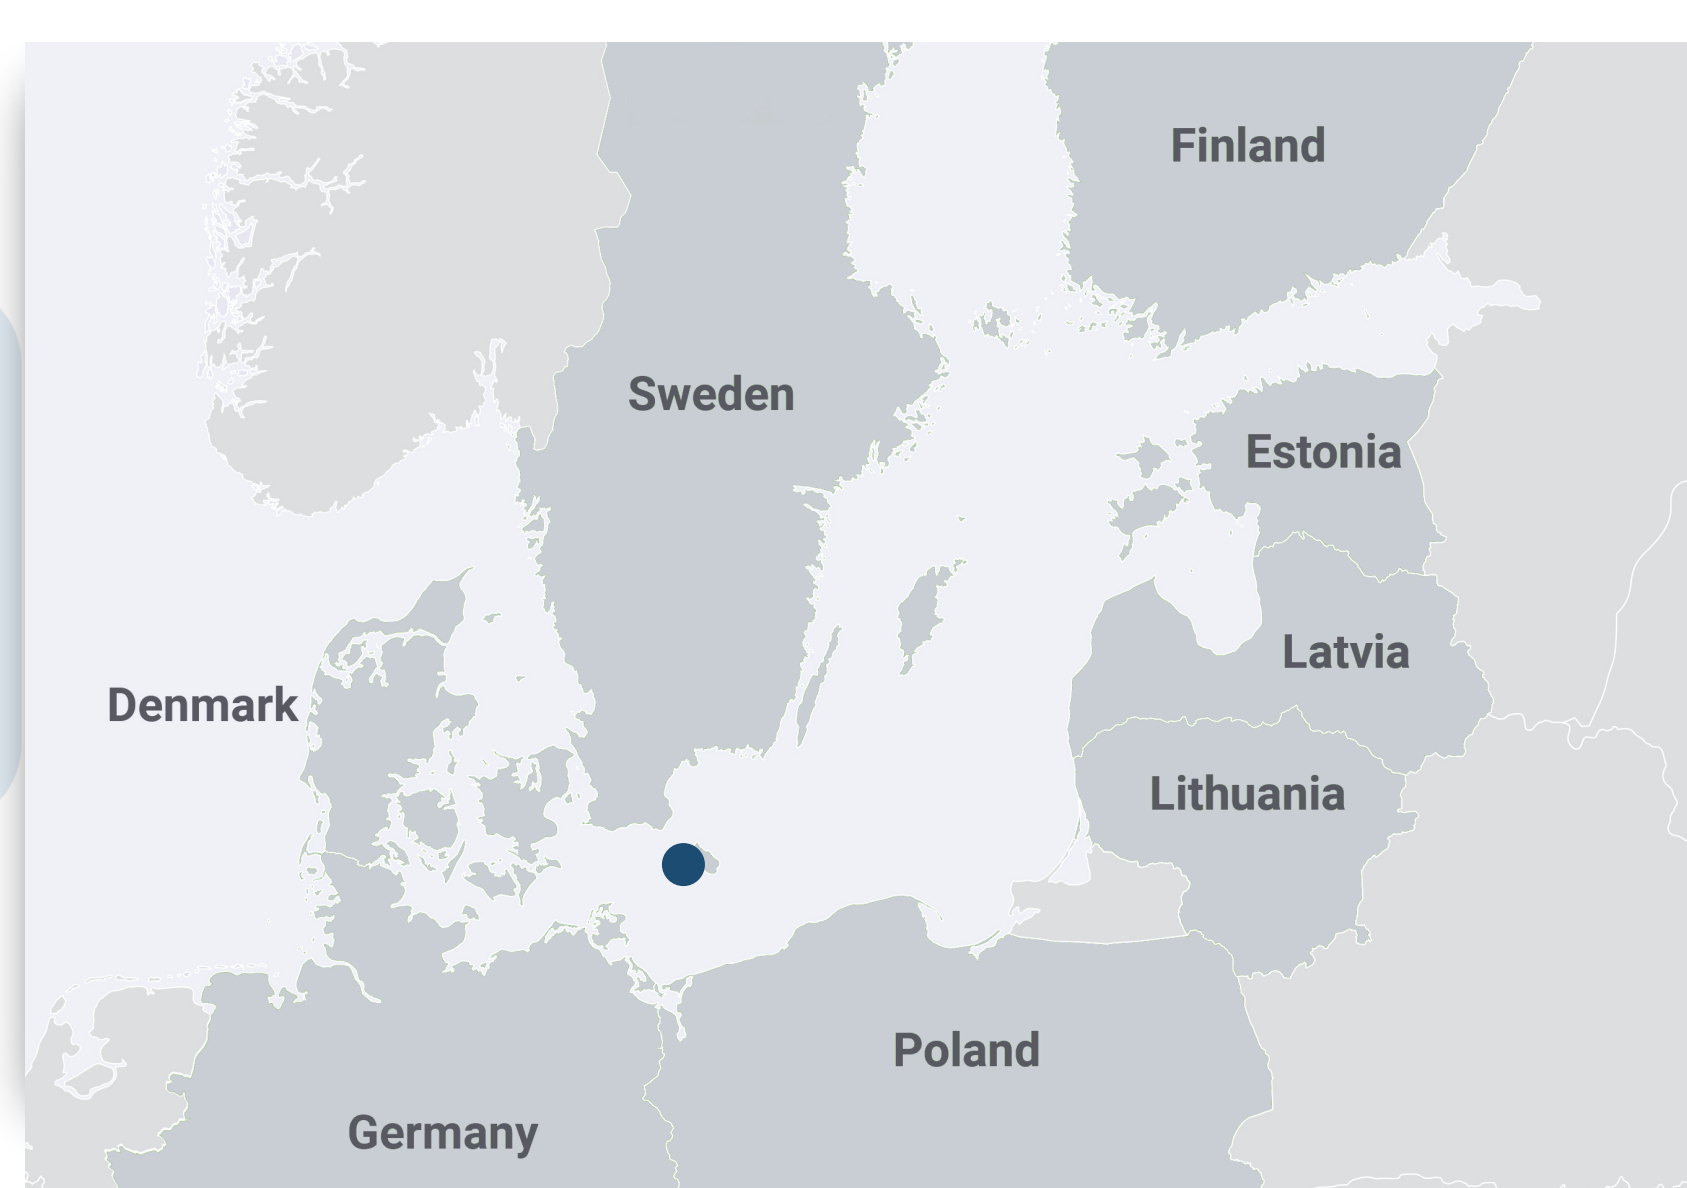 Finland
Sweden
Estonia
Latvia
Denmark
Lithuania
Poland
Germany